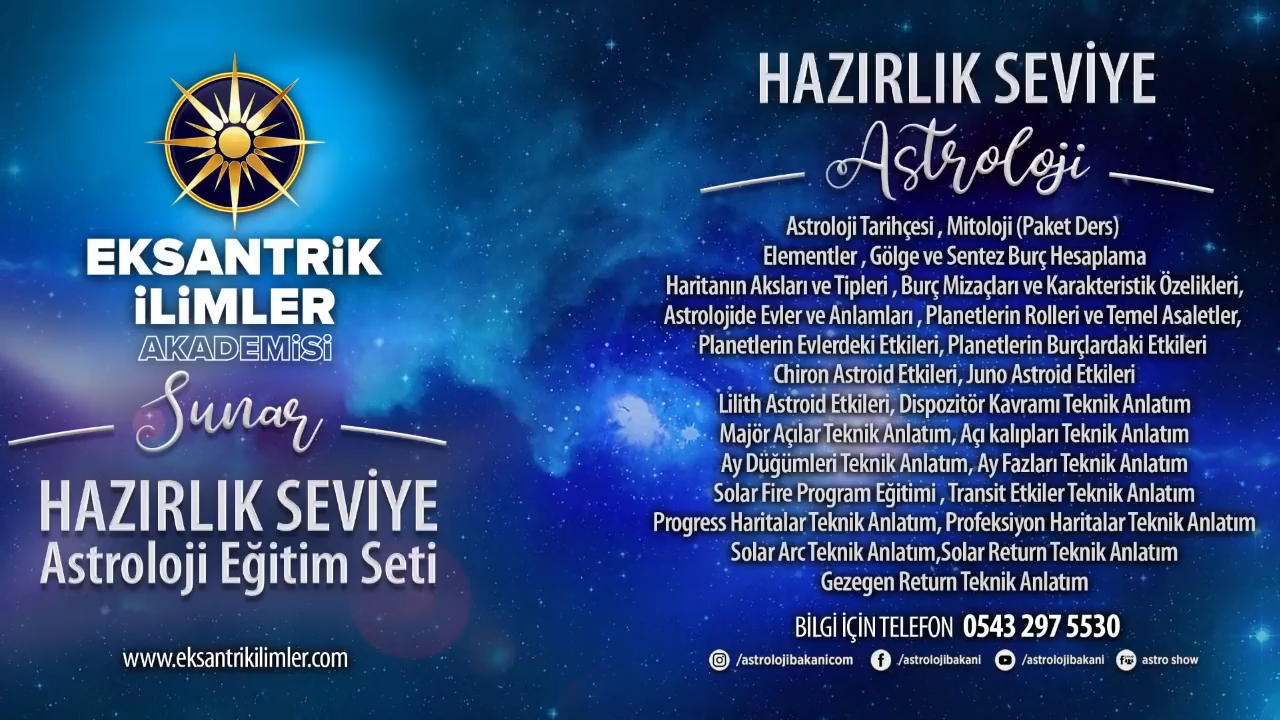 EKSANTRiK
iLiMLER
AKADEMiSi
Sunar
HAZIRLIK SEVİYE
Astroloji Eğitim Seti
www.eksantrikilimler.com
HAZIRLIK SEVİYE
Astroloji
Astroloji Tarihçesi , Mitoloji (Paket Ders)
Elementler , Gölge ve Sentez Burç Hesaplama
Haritanın Aksları ve Tipleri , Burç Mizaçları ve Karakteristik Özelikleri,
Astrolojide Evler ve Anlamları , Planetlerin Rolleri ve Temel Asaletler,
Planetlerin Evlerdeki Etkileri, Planetlerin Burçlardaki Etkileri
Chiron Astroid Etkileri, Juno Astroid Etkileri
Lilith Astroid Etkileri, Dispozitör Kavramı Teknik Anlatım
Majör Açılar Teknik Anlatım, Açı kalıpları Teknik Anlatım
Ay Düğümleri Teknik Anlatım, Ay Fazları Teknik Anlatım
Solar Fire Program Eğitimi , Transit Etkiler Teknik Anlatım
Progress Haritalar Teknik Anlatım, Profeksiyon Haritalar Teknik Anlatım
Solar Arc Teknik Anlatım,Solar Return Teknik Anlatım
Gezegen Return Teknik Anlatım
BİLGİ İÇİN TELEFON 0543 297 5530
/astrolojibakanicom /astrolojibakani /astrolojibakani astro show